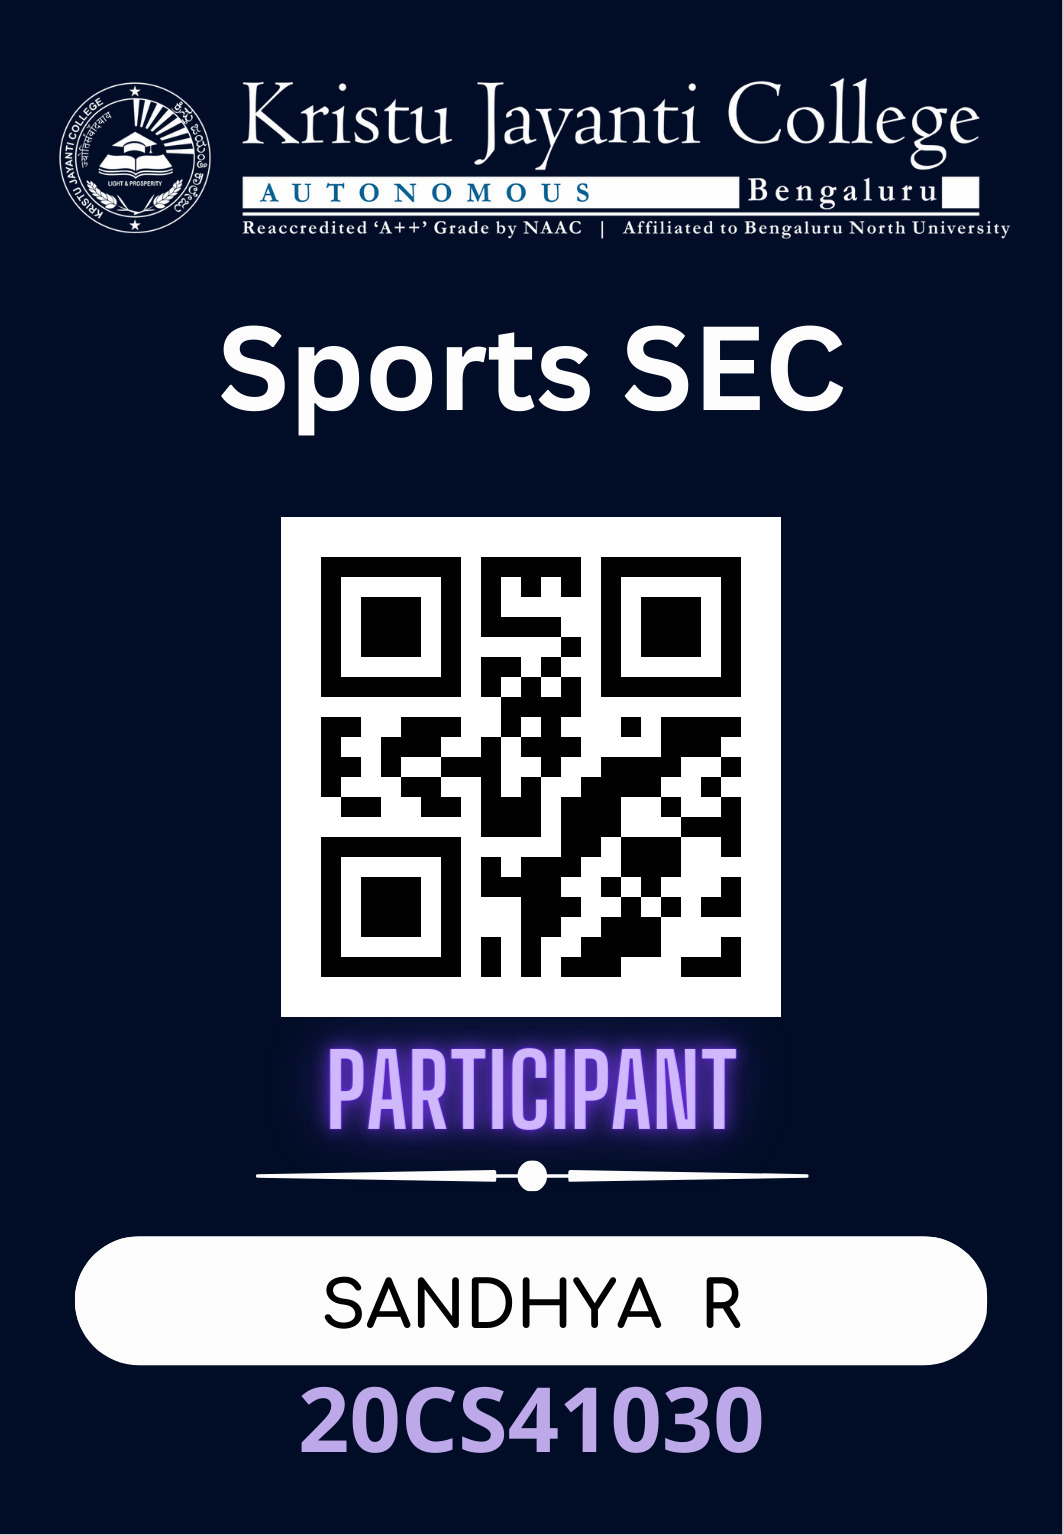 Kristu Jayanti College
AUTONOMOUS Bengaluru
Reaccredited ‘A++’ Grade by NAAC | Affiliated to Bengaluru North University
KRISTU JAYANTI COLLEGE
LIGHT & PROSPERITY
Sports SEC
PARTICIPANT
SANDHYA R
20CS41030